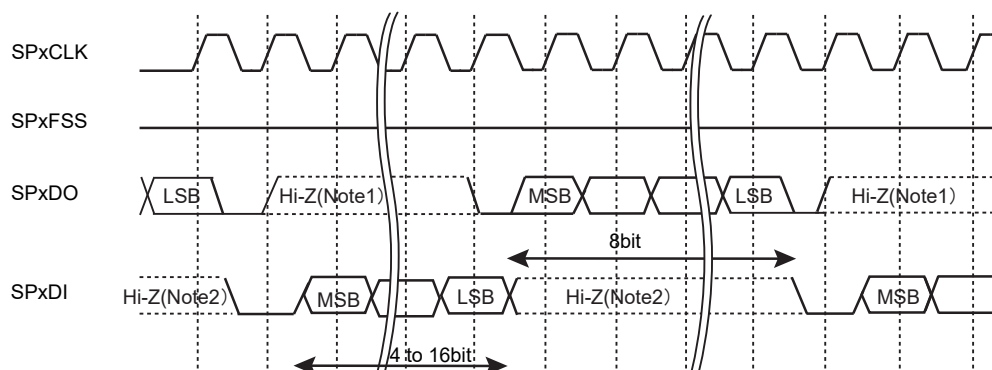 SPxCLK
SPxFSS
SPxDO
LSB
Hi-Z(Note1)
MSB
LSB
Hi-Z(Note1)
8bit
SPxDI
Hi-Z(Note2)
MSB
LSB
Hi-Z(Note2)
MSB
4 to 16bit